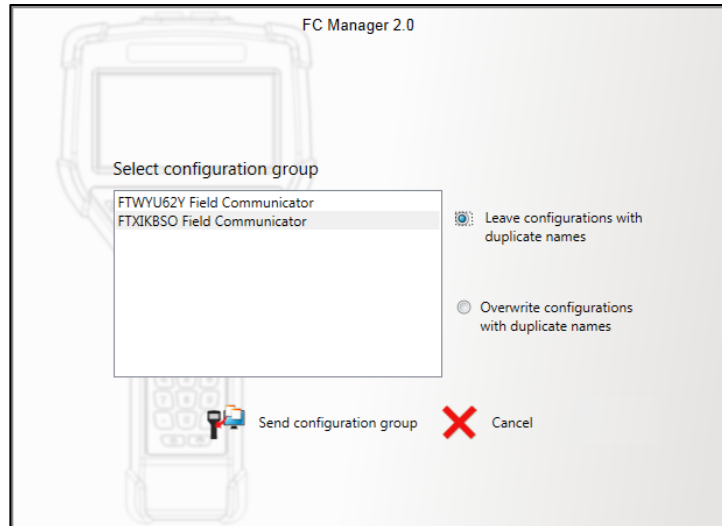 FC Manager 2.0
Select configuration group
FTWYU62Y Field Communicator
FTXIKBSO Field Communicator
Leave configurations with
duplicate names
Overwrite configurations
with duplicate names
Send configuration group
Cancel